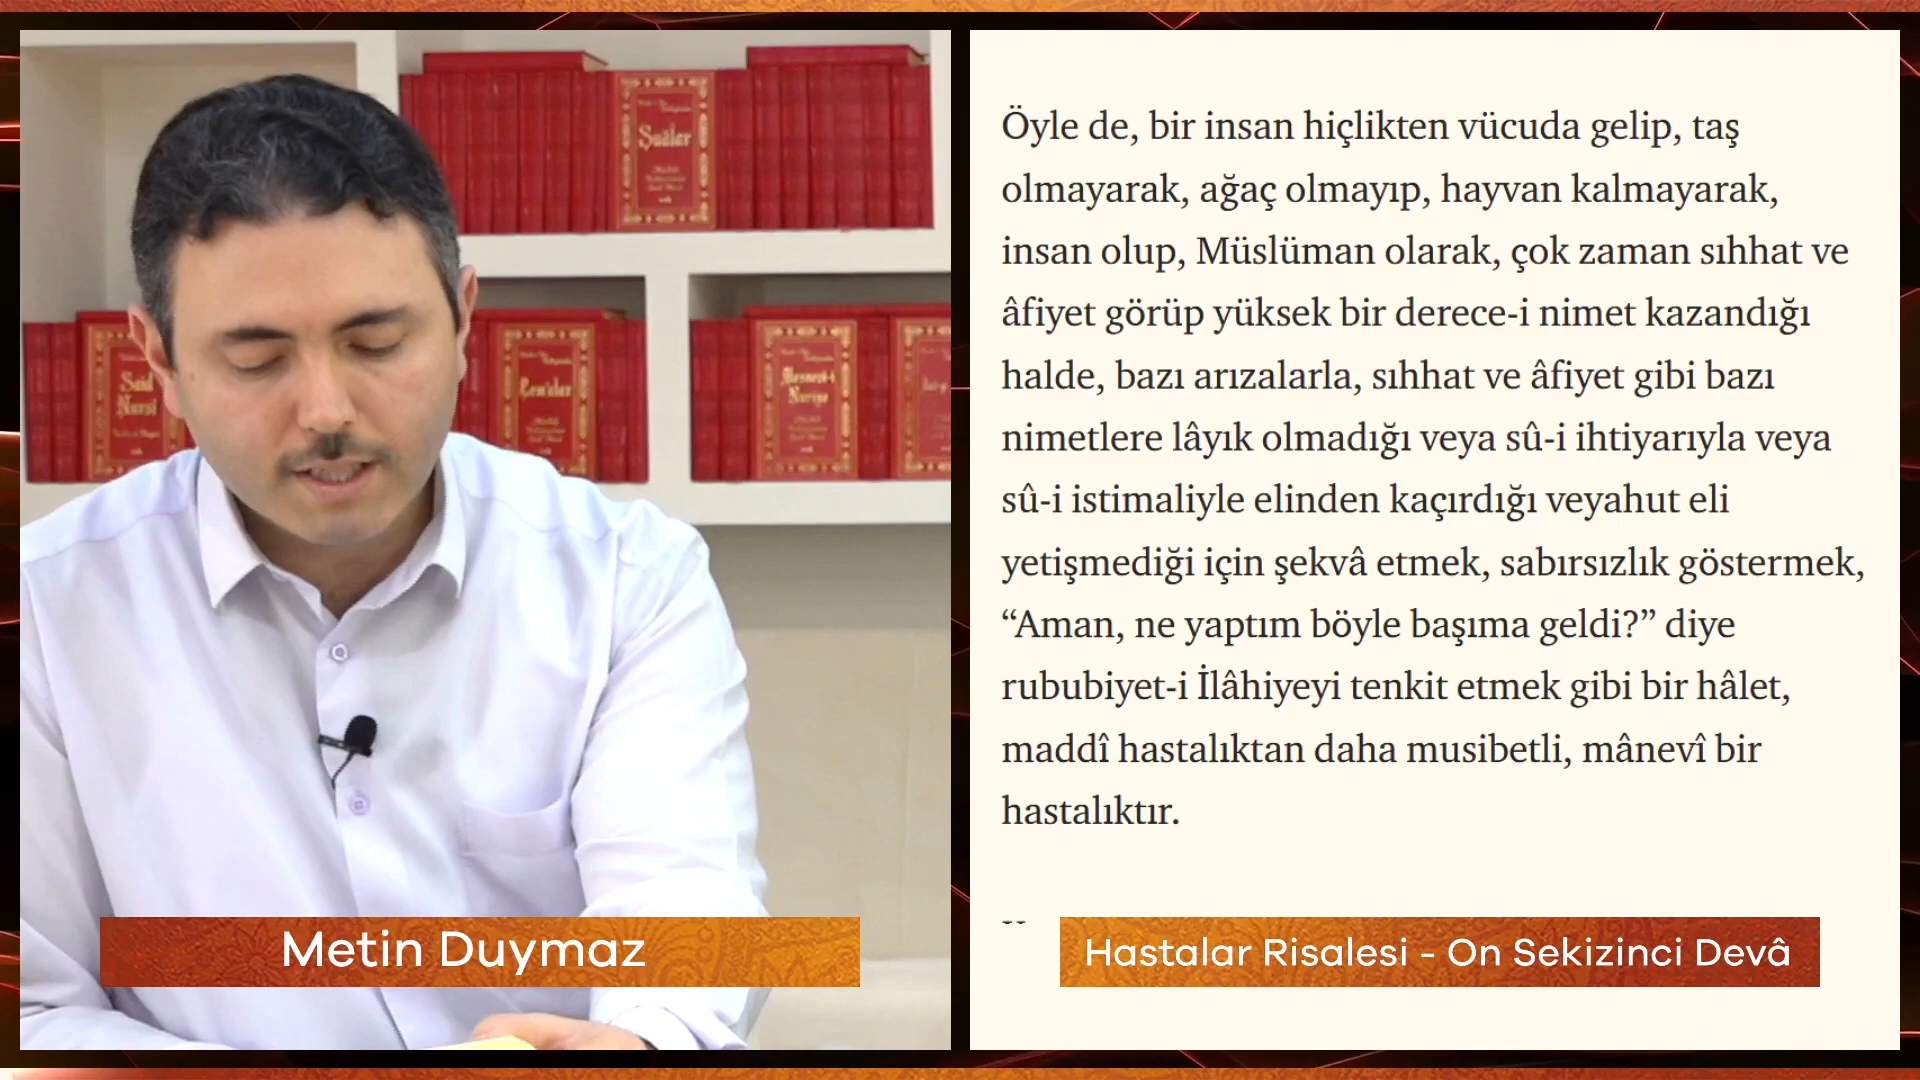 Şuâlar
Said
Nursî
Lem'alar
Mesnevî-i
Nuriye
Metin Duymaz
Öyle de, bir insan hiçlikten vücuda gelip, taş
olmayarak, ağaç olmayıp, hayvan kalmayarak,
insan olup, Müslüman olarak, çok zaman sıhhat ve
âfiyet görüp yüksek bir derece-i nimet kazandığı
halde, bazı arızalarla, sıhhat ve âfiyet gibi bazı
nimetlere lâyık olmadığı veya sû-i ihtiyarıyla veya
sû-i istimaliyle elinden kaçırdığı veyahut eli
yetişmediği için şekvâ etmek, sabırsızlık göstermek,
“Aman, ne yaptım böyle başıma geldi?” diye
rububiyet-i İlâhiyeyi tenkit etmek gibi bir hâlet,
maddî hastalıktan daha musibetli, mânevî bir
hastalıktır.
Hastalar Risalesi - On Sekizinci Devâ